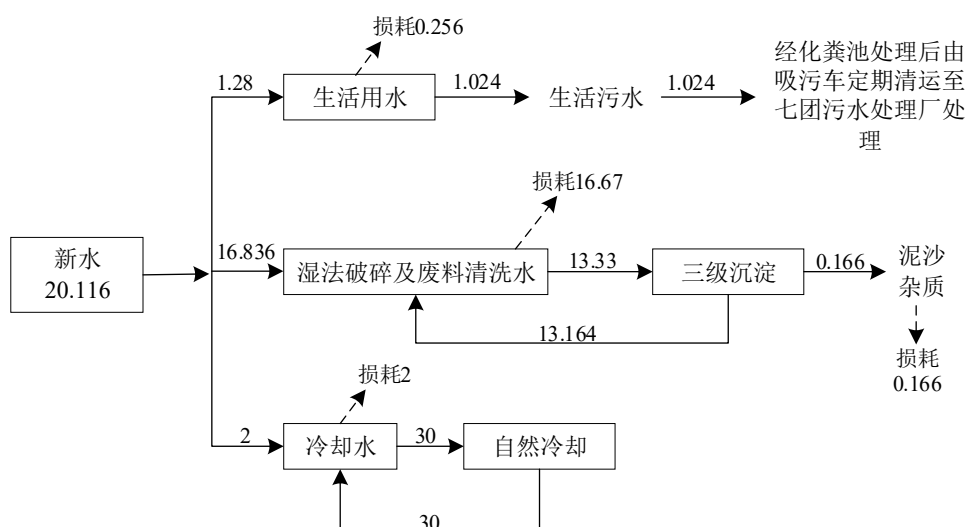 损耗0.256
1.28
生活用水
1.024
生活污水
1.024
经化粪池处理后由
吸污车定期清运至
七团污水处理厂处
理
损耗16.67
新水
20.116
16.836
湿法破碎及废料清洗水
13.33
三级沉淀
0.166
泥沙
杂质
13.164
损耗
0.166
损耗2
2
冷却水
30
自然冷却
30